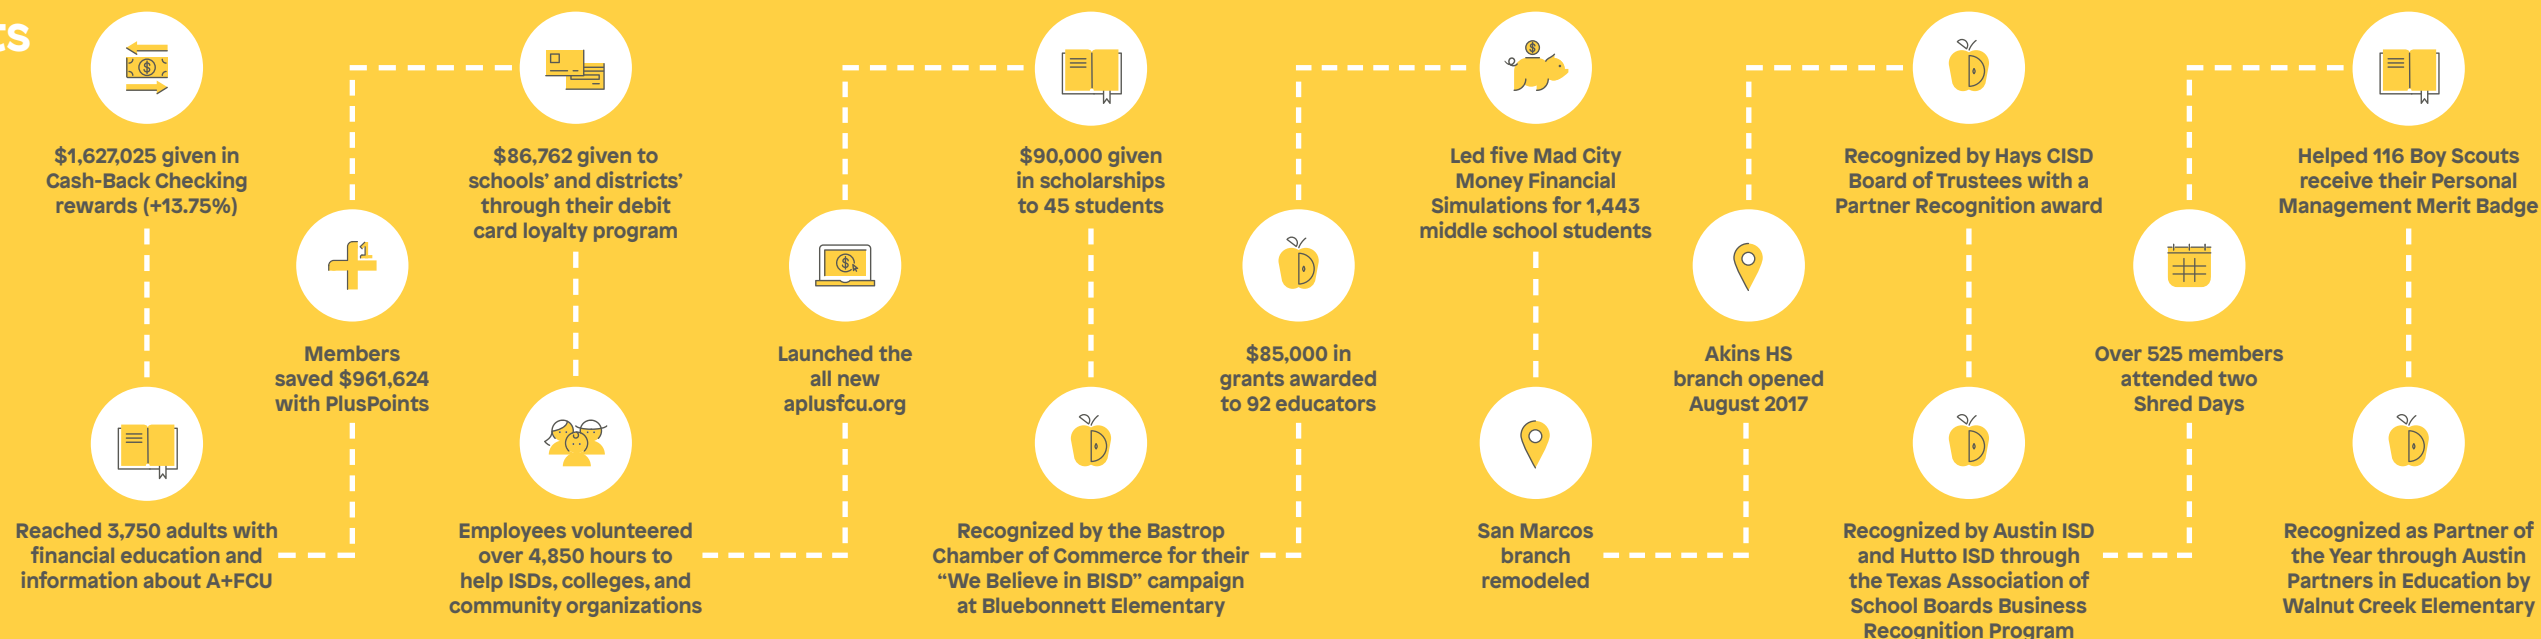 ts
$1,627,025 given in
Cash-Back Checking
rewards (+13.75%)
Reached 3,750 adults with
financial education and
information about A+FCU
1
Members
saved $961,624
with PlusPoints
$86,762 given to
schools’ and districts’
through their debit
card loyalty program
Employees volunteered
over 4,850 hours to
help ISDs, colleges, and
community organizations
Launched the
all new
aplusfcu.org
$90,000 given
in scholarships
to 45 students
Recognized by the Bastrop
Chamber of Commerce for their
“We Believe in BISD” campaign
at Bluebonnett Elementary
$85,000 in
grants awarded
to 92 educators
Led five Mad City
Money Financial
Simulations for 1,443
middle school students
San Marcos
branch
remodeled
Akins HS
branch opened
August 2017
Recognized by Hays CISD
Board of Trustees with a
Partner Recognition award
Recognized by Austin ISD
and Hutto ISD through
the Texas Association of
School Boards Business
Recognition Program
Over 525 members
attended two
Shred Days
Helped 116 Boy Scouts
receive their Personal
Management Merit Badge
Recognized as Partner of
the Year through Austin
Partners in Education by
Walnut Creek Elementary